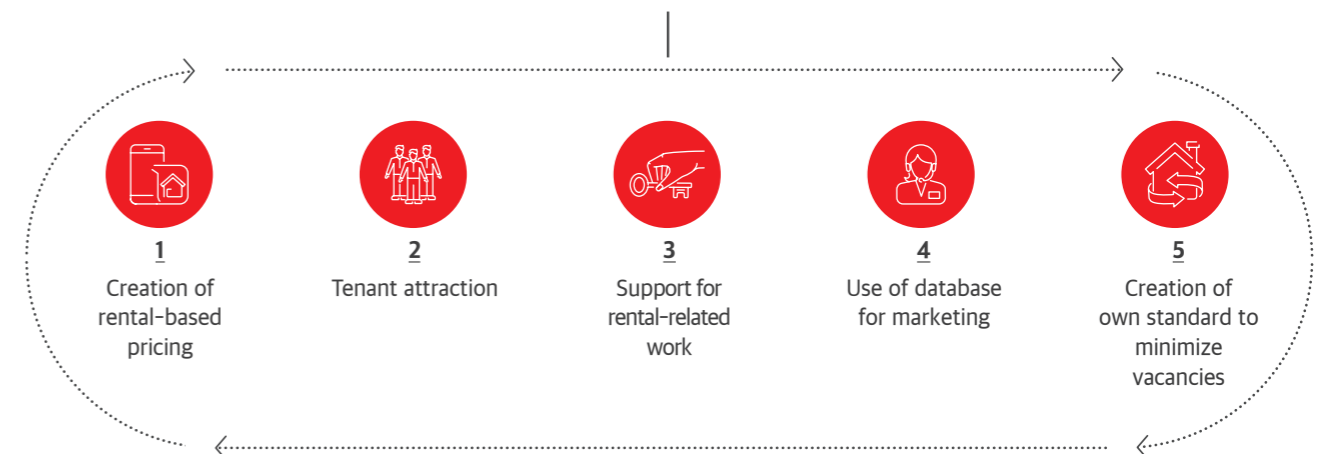 1
Creation of
rental-based
pricing
2
Tenant attraction
3
Support for
rental-related
work
4
Use of database
for marketing
5
Creation of
own standard to
minimize
vacancies